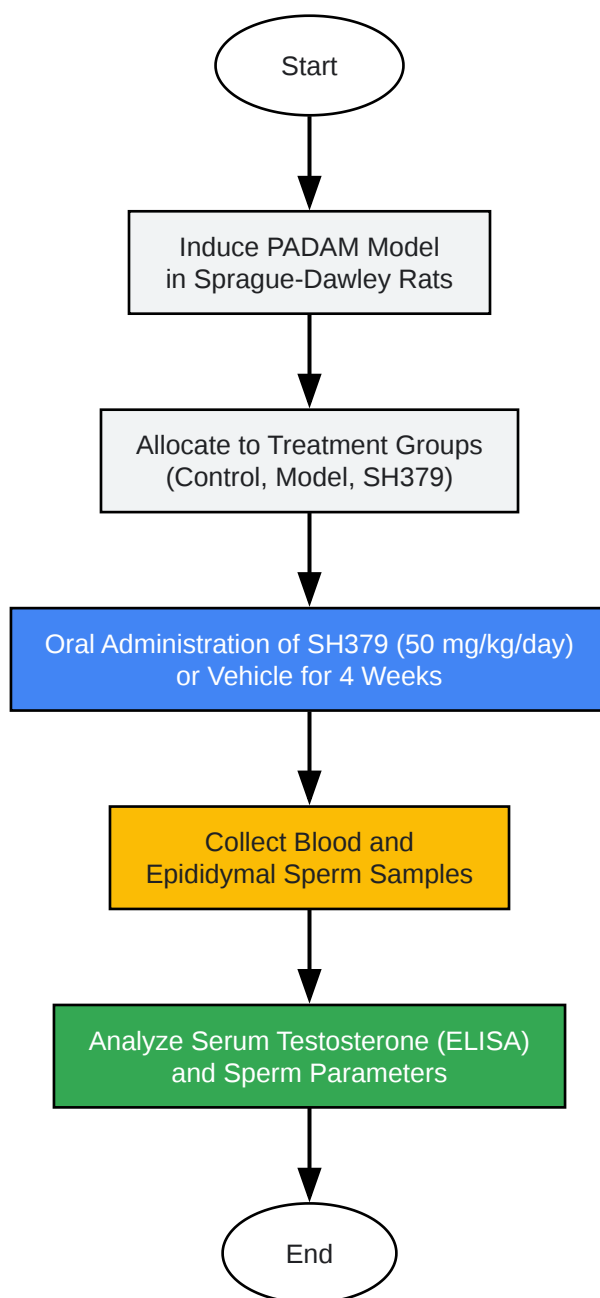 Start
Induce PADAM Model
in Sprague-Dawley Rats
Allocate to Treatment Groups
(Control, Model, SH379)
Oral Administration of SH379 (50 mg/kg/day)
or Vehicle for 4 Weeks
Collect Blood and
Epididymal Sperm Samples
Analyze Serum Testosterone (ELISA)
and Sperm Parameters
End